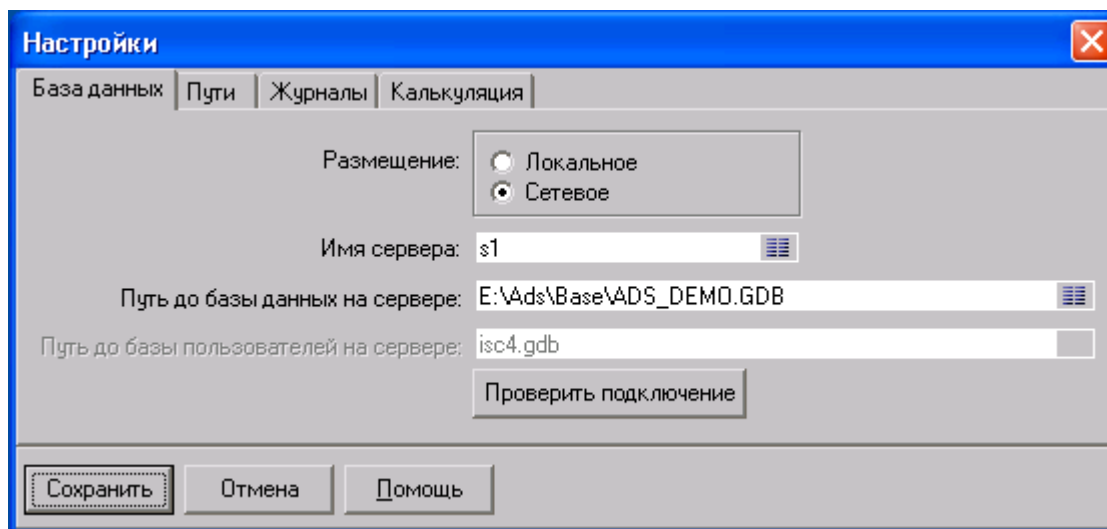 Настройки
База данных Пути Журналы Калькуляция
Размещение: Локальное
Сетевое
Имя сервера: s1
Путь до базы данных на сервере: E:\Ads\Base\ADS_DEMO.GDB
Путь до базы пользователей на сервере: isc4.gdb
Проверить подключение
Сохранить Отмена Помощь